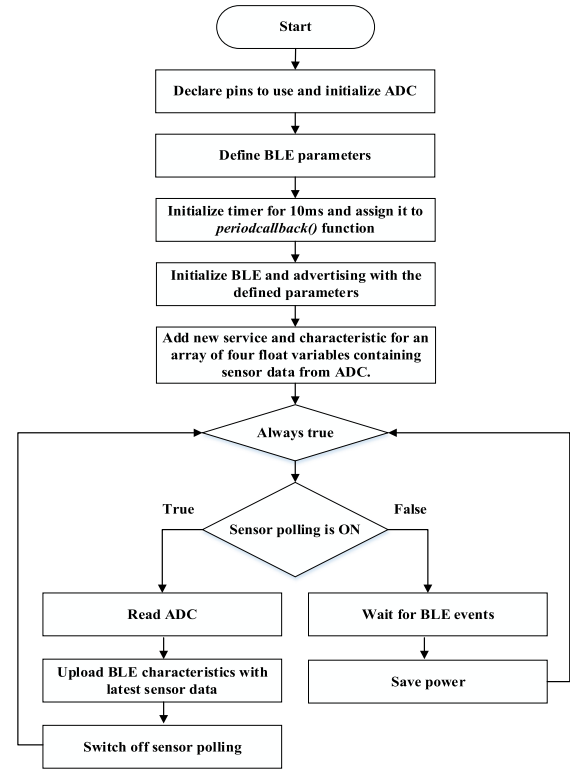 Start
Declare pins to use and initialize ADC
Define BLE parameters
Initialize timer for 10ms and assign it to
periodcallback() function
Initialize BLE and advertising with the
defined parameters
Add new service and characteristic for an
array of four float variables containing
sensor data from ADC.
Always true
True
False
Sensor polling is ON
Read ADC
Wait for BLE events
Upload BLE characteristics with
latest sensor data
Save power
Switch off sensor polling